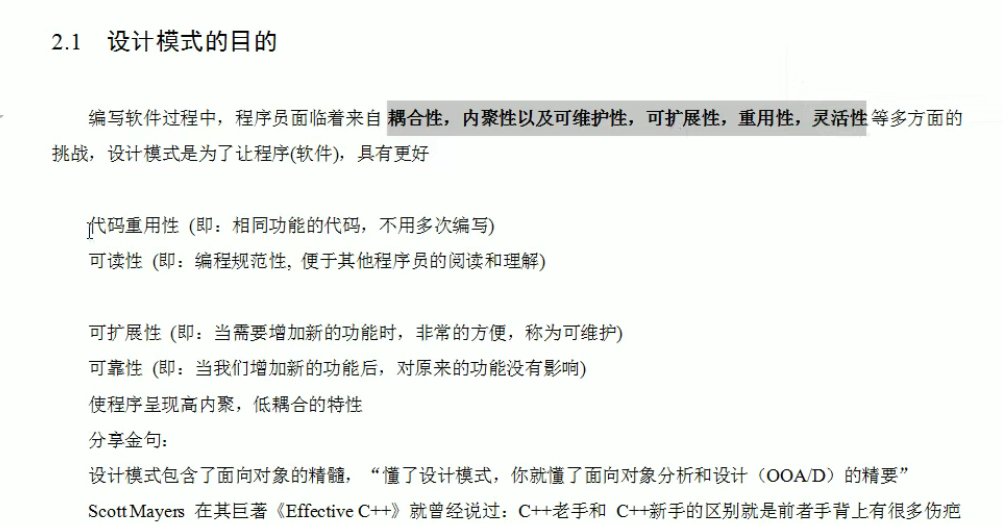 2.1 设计模式的目的
编写软件过程中，程序员面临着来自 耦合性，内聚性以及可维护性，可扩展性，重用性，灵活性 等多方面的
挑战，设计模式是为了让程序(软件)，具有更好
代码重用性 (即：相同功能的代码，不用多次编写)
可读性 (即：编程规范性, 便于其他程序员的阅读和理解)
可扩展性 (即：当需要增加新的功能时，非常的方便，称为可维护)
可靠性 (即：当我们增加新的功能后，对原来的功能没有影响)
使程序呈现高内聚，低耦合的特性
分享金句：
设计模式包含了面向对象的精髓，“懂了设计模式，你就懂了面向对象分析和设计（OOA/D）的精要”
Scott Mayers 在其巨著《Effective C++》就曾经说过：C++老手和 C++新手的区别就是前者手背上有很多伤疤